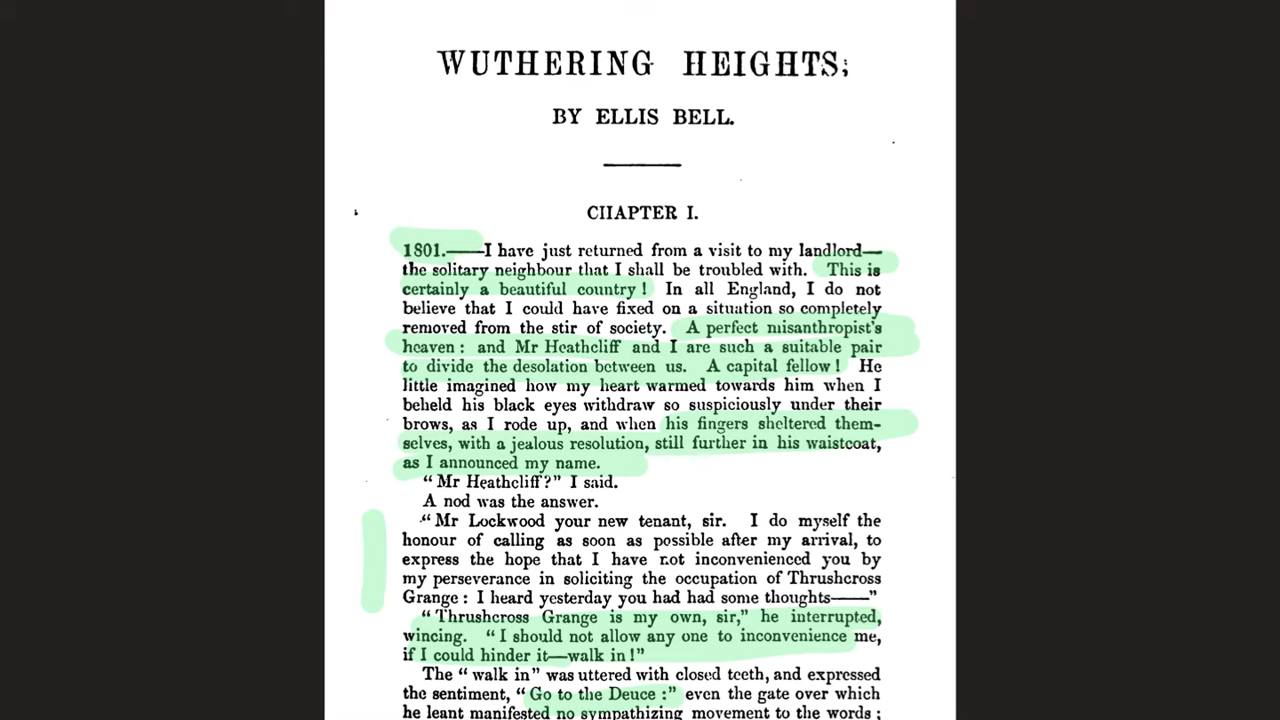 WUTHERING HEIGHTS;
BY ELLIS BELL.
CHAPTER I.
1801.——I have just returned from a visit to my landlord—
the solitary neighbour that I shall be troubled with. This is
certainly a beautiful country! In all England, I do not
believe that I could have fixed on a situation so completely
removed from the stir of society. A perfect misanthropist's
heaven: and Mr Heathcliff and I are such a suitable pair
to divide the desolation between us. A capital fellow! He
little imagined how my heart warmed towards him when I
beheld his black eyes withdraw so suspiciously under their
brows, as I rode up, and when his fingers sheltered them-
selves, with a jealous resolution, still further in his waistcoat,
as I announced my name.
"Mr Heathcliff?" I said.
A nod was the answer.
"Mr Lockwood your new tenant, sir. I do myself the
honour of calling as soon as possible after my arrival, to
express the hope that I have not inconvenienced you by
my perseverance in soliciting the occupation of Thrushcross
Grange: I heard yesterday you had had some thoughts——"
"Thrushcross Grange is my own, sir," he interrupted,
wincing. "I should not allow any one to inconvenience me,
if I could hinder it—walk in!"
The "walk in" was uttered with closed teeth, and expressed
the sentiment, "Go to the Deuce:" even the gate over which
he leant manifested no sympathizing movement to the words;